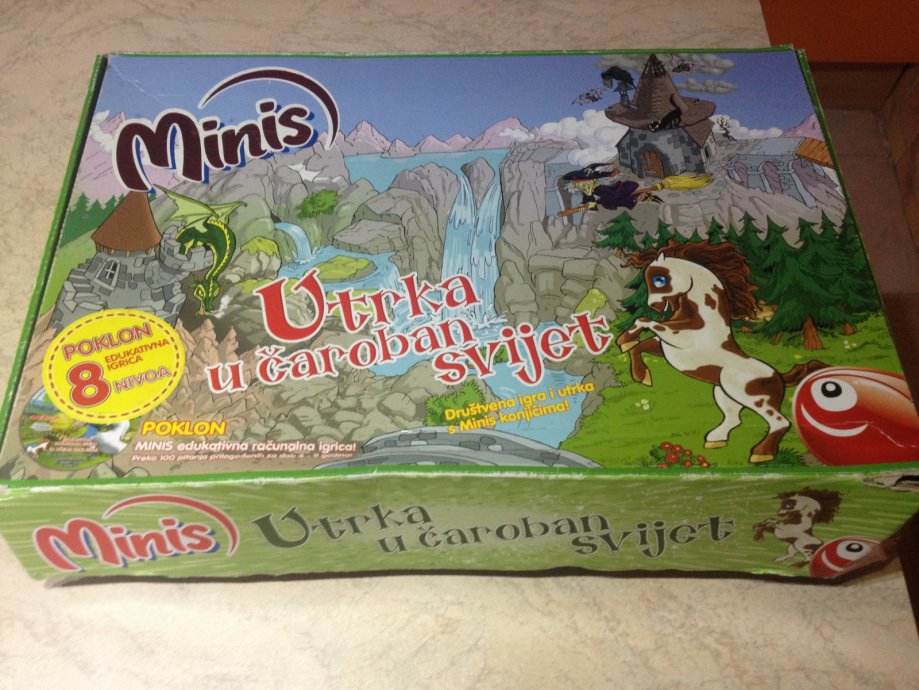 Minis
Utrka
u čaroban
svijet
POKLON
EDUKATIVNA
IGRICA
8 NIVOA
Društvena igra i utrka
s Minis konjićima!
POKLON
MINIS edukativna računalna igrica!
Preko 100 pitanja prilagođenih za dob 4 - 9 godina!
Minis
Utrka
u čaroban
svijet